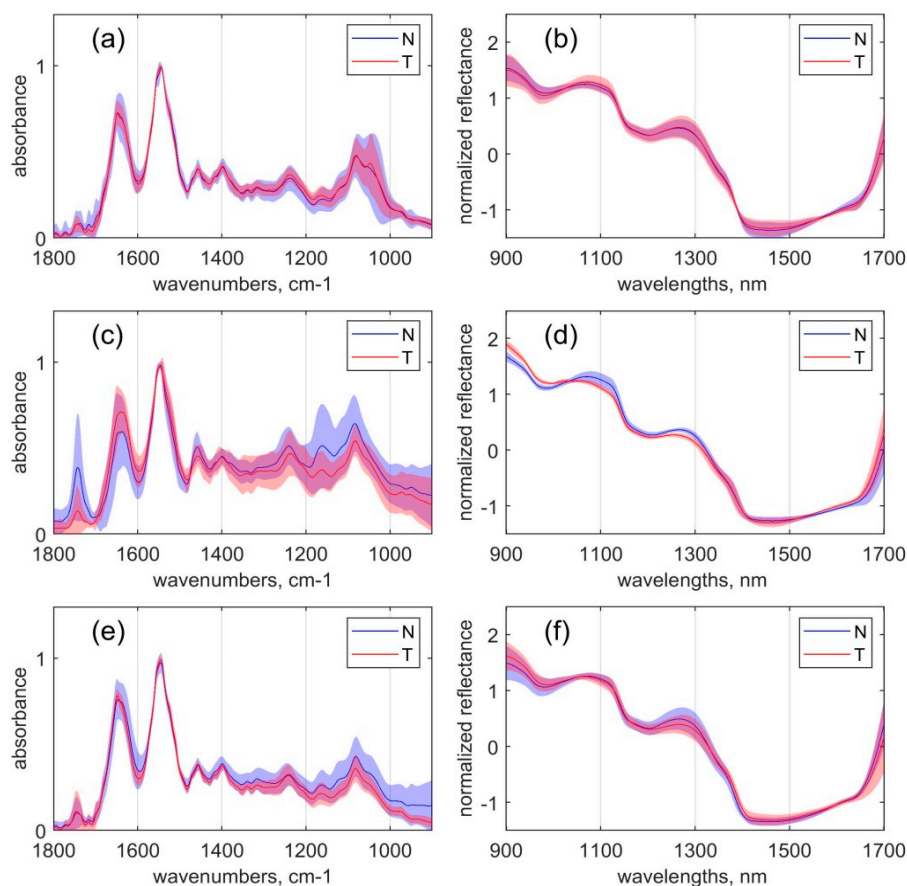 (a)
N
T
absorbance
1
0
1800 1600 1400 1200 1000
wavenumbers, cm-1
(b)
N
T
normalized reflectance
2
1
0
-1
900 1100 1300 1500 1700
wavelengths, nm
(c)
N
T
absorbance
1
0
1800 1600 1400 1200 1000
wavenumbers, cm-1
(d)
N
T
normalized reflectance
2
1
0
-1
900 1100 1300 1500 1700
wavelengths, nm
(e)
N
T
absorbance
1
0
1800 1600 1400 1200 1000
wavenumbers, cm-1
(f)
N
T
normalized reflectance
2
1
0
-1
900 1100 1300 1500 1700
wavelengths, nm